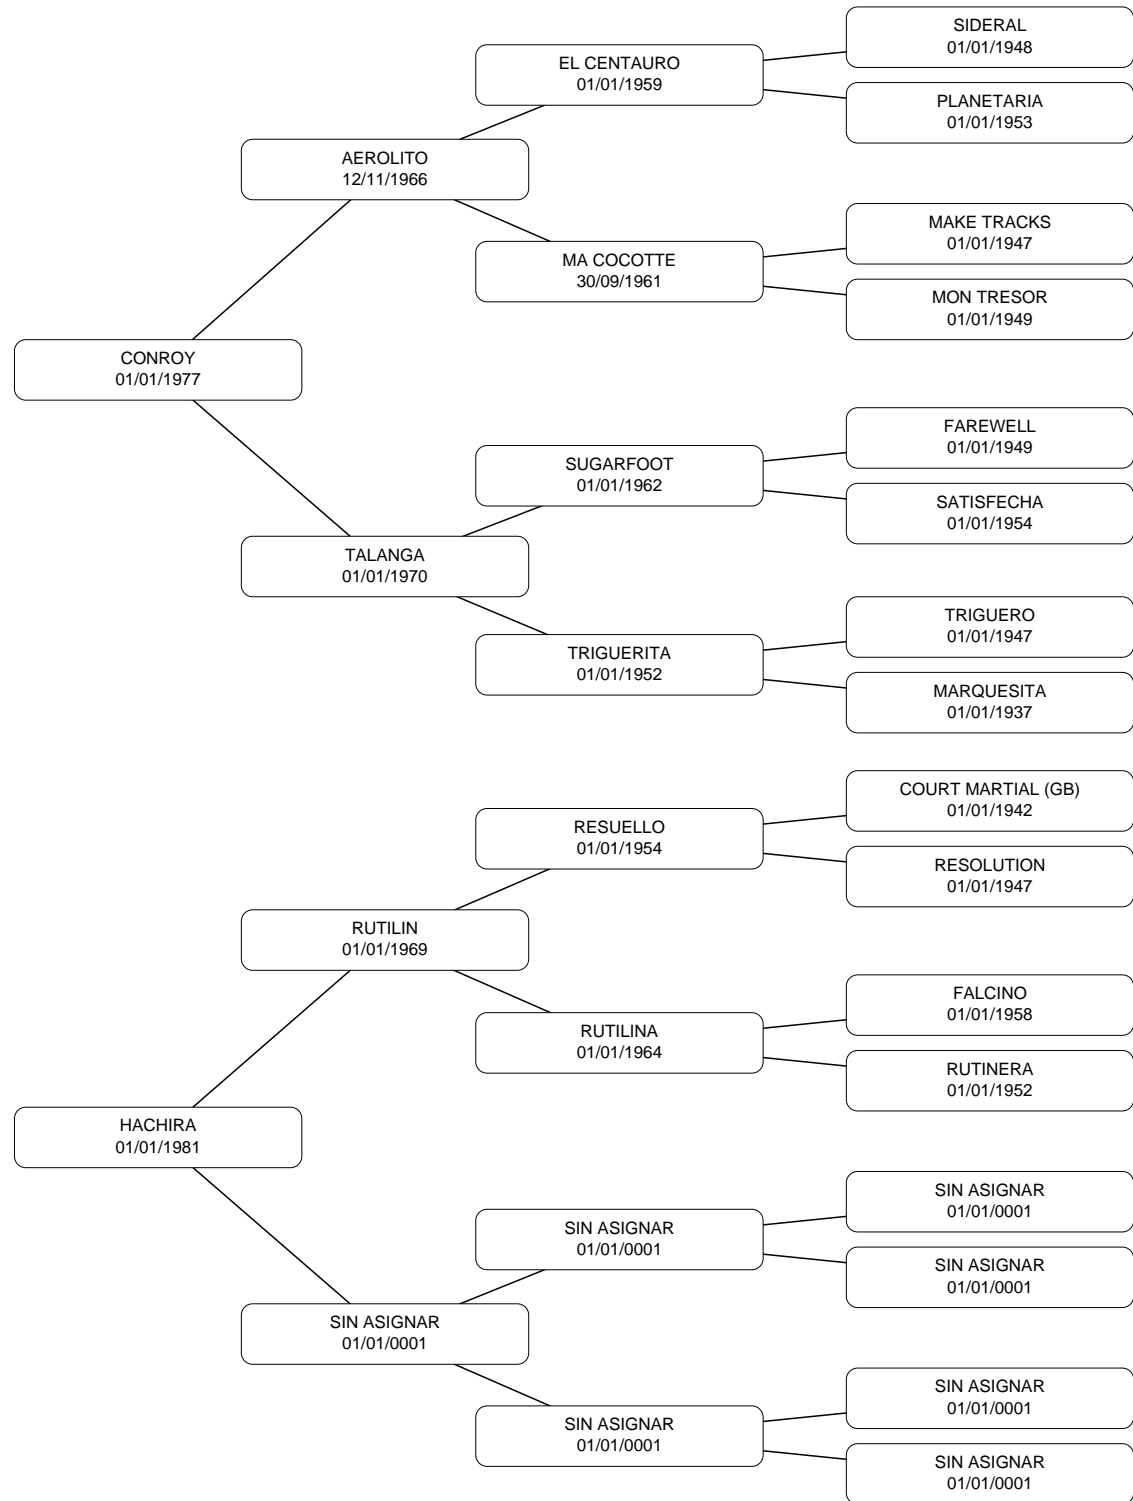 SIDERAL
01/01/1948
EL CENTAURO
01/01/1959
PLANETARIA
01/01/1953
AEROLITO
12/11/1966
MAKE TRACKS
01/01/1947
MA COCOTTE
30/09/1961
MON TRESOR
01/01/1949
CONROY
01/01/1977
FAREWELL
01/01/1949
SUGARFOOT
01/01/1962
SATISFECHA
01/01/1954
TALANGA
01/01/1970
TRIGUERO
01/01/1947
TRIGUERITA
01/01/1952
MARQUESITA
01/01/1937
COURT MARTIAL (GB)
01/01/1942
RESUELLO
01/01/1954
RESOLUTION
01/01/1947
RUTILIN
01/01/1969
FALCINO
01/01/1958
RUTILINA
01/01/1964
RUTINERA
01/01/1952
HACHIRA
01/01/1981
SIN ASIGNAR
01/01/0001
SIN ASIGNAR
01/01/0001
SIN ASIGNAR
01/01/0001
SIN ASIGNAR
01/01/0001
SIN ASIGNAR
01/01/0001
SIN ASIGNAR
01/01/0001
SIN ASIGNAR
01/01/0001